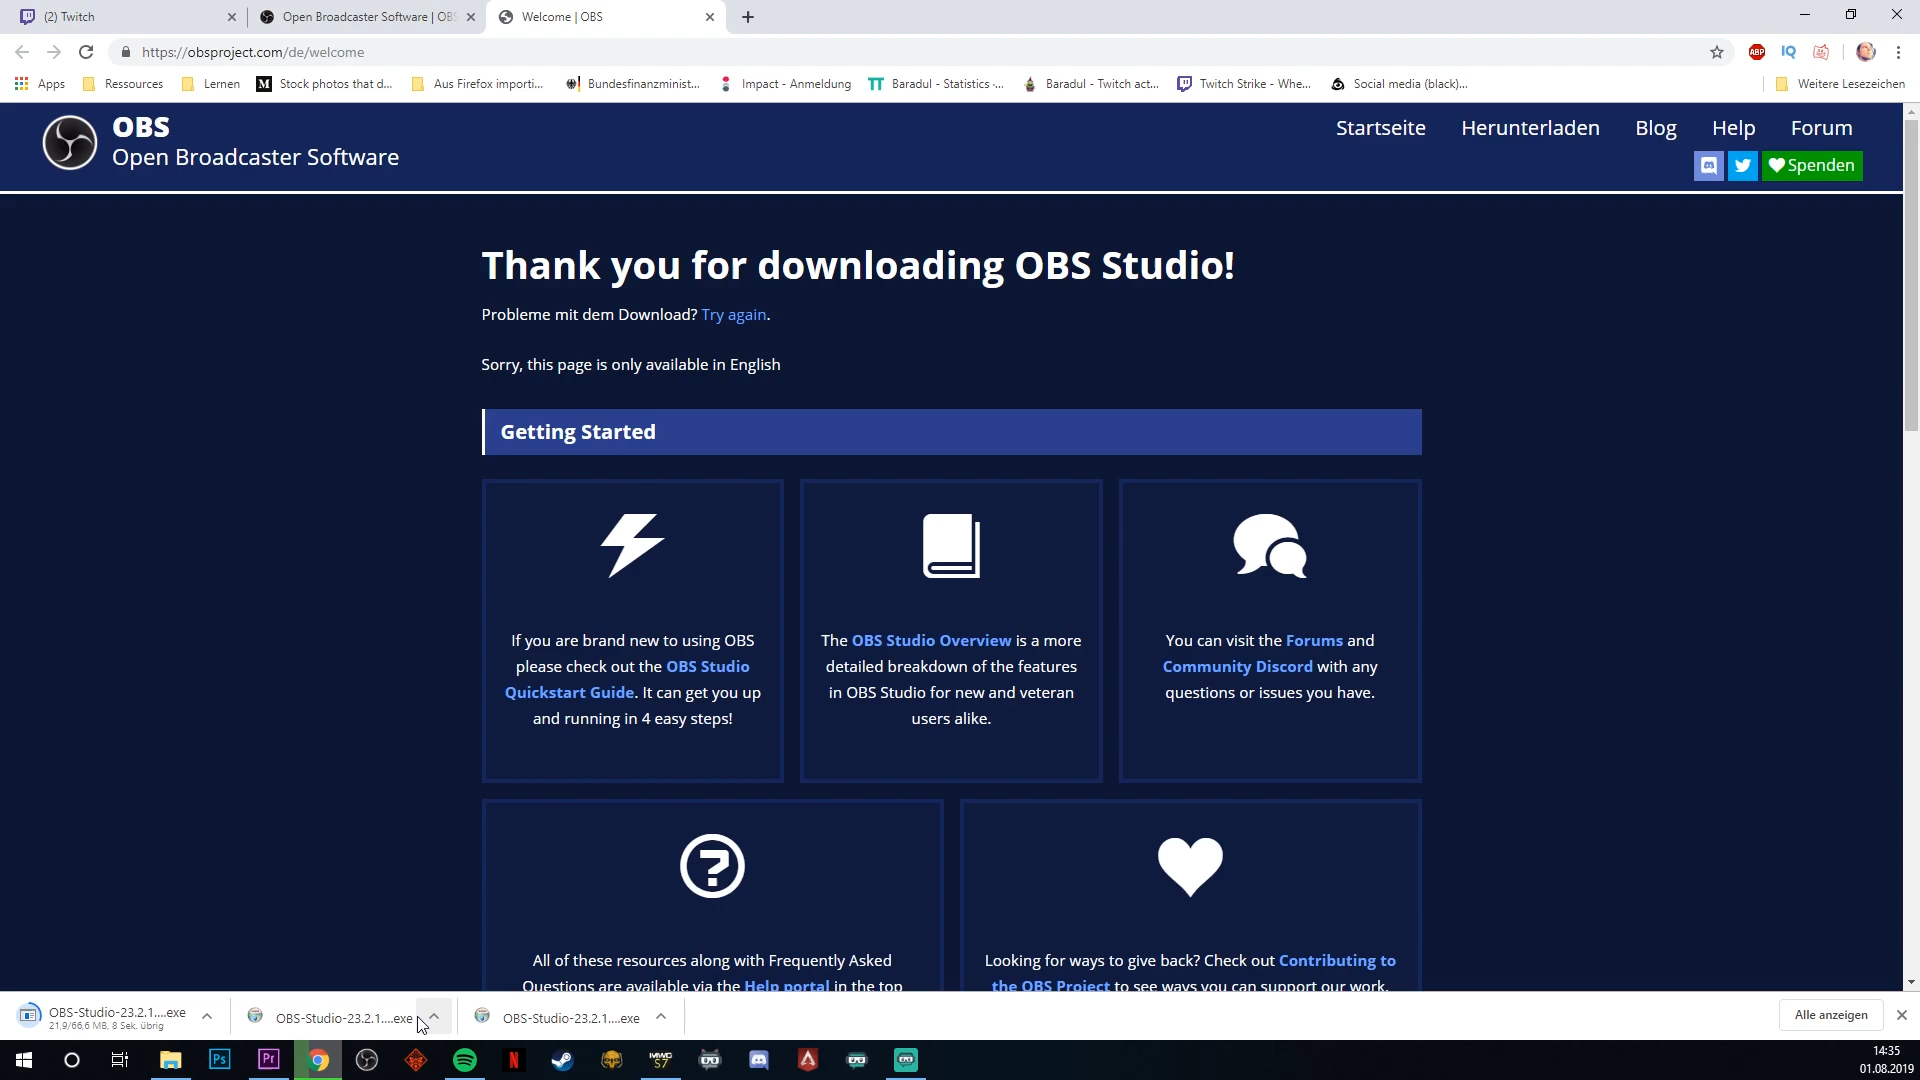 (2) Twitch
Open Broadcaster Software | OBS
Welcome | OBS
https://obsproject.com/de/welcome
ABP
IQ
Apps
Ressources
Lernen
M
Stock photos that d...
Aus Firefox importi...
Bundesfinanzminist...
Impact - Anmeldung
TT
Baradul - Statistics -...
Baradul - Twitch act...
Twitch Strike - Whe...
Social media (black)...
Weitere Lesezeichen
OBS
Open Broadcaster Software
Startseite
Herunterladen
Blog
Help
Forum
Spenden
Thank you for downloading OBS Studio!
Probleme mit dem Download? Try again.
Sorry, this page is only available in English
Getting Started
If you are brand new to using OBS
please check out the OBS Studio
Quickstart Guide. It can get you up
and running in 4 easy steps!
The OBS Studio Overview is a more
detailed breakdown of the features
in OBS Studio for new and veteran
users alike.
You can visit the Forums and
Community Discord with any
questions or issues you have.
?
All of these resources along with Frequently Asked
Questions are available via the Help portal in the top
Looking for ways to give back? Check out Contributing to
the OBS Project to see ways you can support our work.
OBS-Studio-23.2.1....exe
21,9/66,6 MB, 8 Sek. übrig
OBS-Studio-23.2.1....exe
OBS-Studio-23.2.1....exe
Alle anzeigen
Ps
Pr
N
S7
14:35
01.08.2019